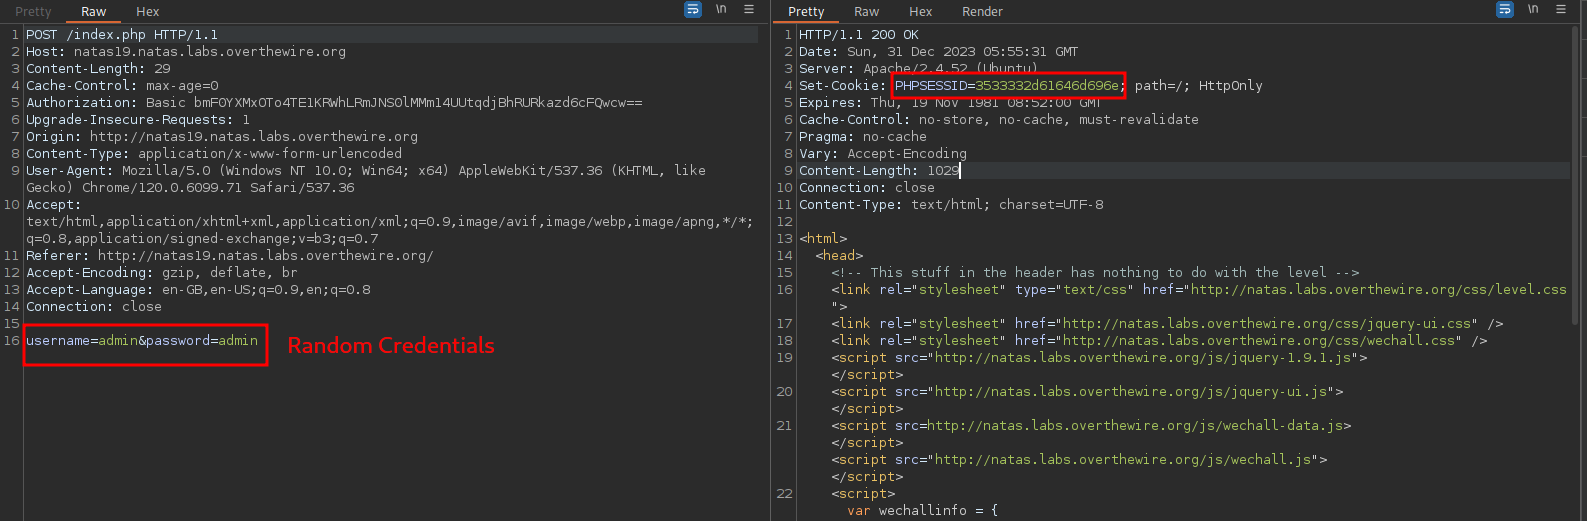 Pretty Raw Hex \n
1 POST /index.php HTTP/1.1
2 Host: natas19.natas.labs.overthewire.org
3 Content-Length: 29
4 Cache-Control: max-age=0
5 Authorization: Basic bmF0YXMxOTo4TE1KRWhLRmJNS0lMMm14UUtqdjBhRURkazd6cFQwcw==
6 Upgrade-Insecure-Requests: 1
7 Origin: http://natas19.natas.labs.overthewire.org
8 Content-Type: application/x-www-form-urlencoded
9 User-Agent: Mozilla/5.0 (Windows NT 10.0; Win64; x64) AppleWebKit/537.36 (KHTML, like
Gecko) Chrome/120.0.6099.71 Safari/537.36
10 Accept:
text/html,application/xhtml+xml,application/xml;q=0.9,image/avif,image/webp,image/apng,*/*;
q=0.8,application/signed-exchange;v=b3;q=0.7
11 Referer: http://natas19.natas.labs.overthewire.org/
12 Accept-Encoding: gzip, deflate, br
13 Accept-Language: en-GB,en-US;q=0.9,en;q=0.8
14 Connection: close
15
16 username=admin&password=admin
Random Credentials
Pretty Raw Hex Render \n
1 HTTP/1.1 200 OK
2 Date: Sun, 31 Dec 2023 05:55:31 GMT
3 Server: Apache/2.4.52 (Ubuntu)
4 Set-Cookie: PHPSESSID=3533332d61646d696e; path=/; HttpOnly
5 Expires: Thu, 19 Nov 1981 08:52:00 GMT
6 Cache-Control: no-store, no-cache, must-revalidate
7 Pragma: no-cache
8 Vary: Accept-Encoding
9 Content-Length: 1029
10 Connection: close
11 Content-Type: text/html; charset=UTF-8
12
13 <html>
14 <head>
15 <!-- This stuff in the header has nothing to do with the level -->
16 <link rel="stylesheet" type="text/css" href="http://natas.labs.overthewire.org/css/level.css
">
17 <link rel="stylesheet" href="http://natas.labs.overthewire.org/css/jquery-ui.css" />
18 <link rel="stylesheet" href="http://natas.labs.overthewire.org/css/wechall.css" />
19 <script src="http://natas.labs.overthewire.org/js/jquery-1.9.1.js">
</script>
20 <script src="http://natas.labs.overthewire.org/js/jquery-ui.js">
</script>
21 <script src=http://natas.labs.overthewire.org/js/wechall-data.js>
</script>
<script src="http://natas.labs.overthewire.org/js/wechall.js">
</script>
22 <script>
var wechallinfo = {